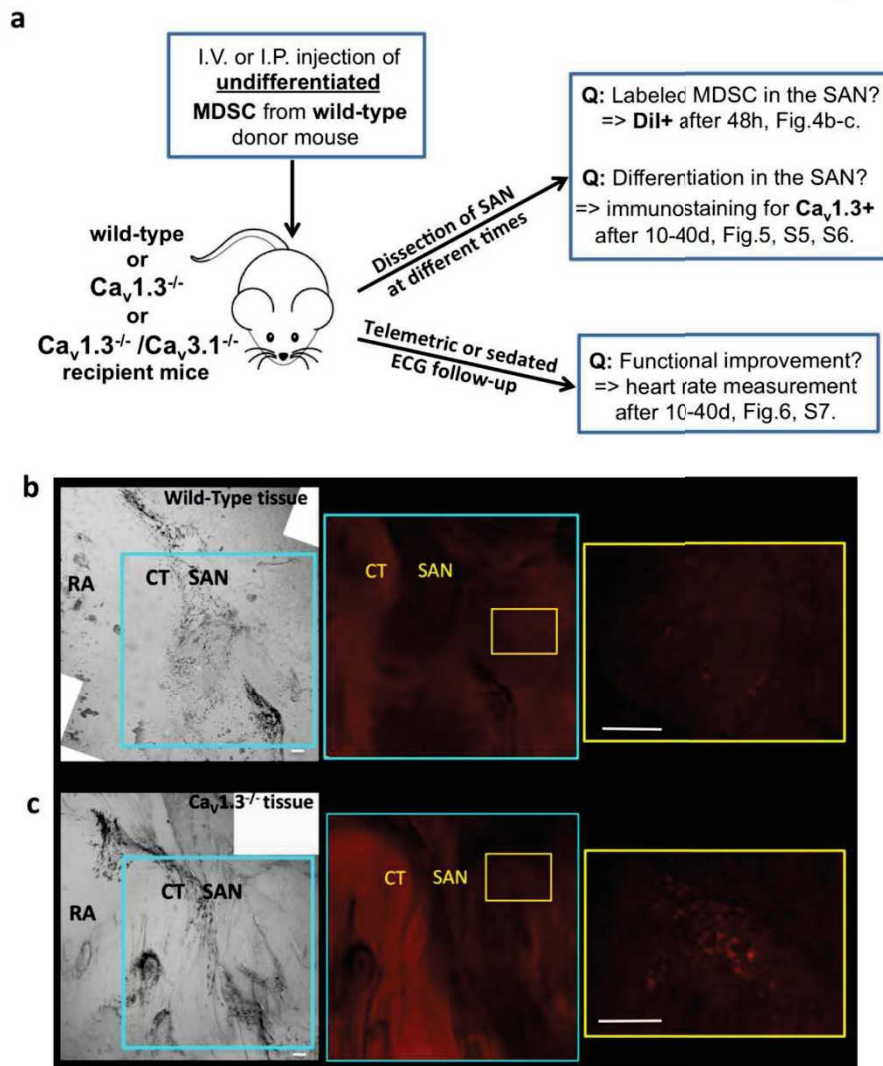 a
I.V. or I.P. injection of
undifferentiated
MDSC from wild-type
donor mouse
wild-type
or
Cav1.3-/-
or
Cav1.3-/- /Cav3.1-/-
recipient mice
Dissection of SAN
at different times
Telemetric or sedated
ECG follow-up
Q: Labeled MDSC in the SAN?
=> DiI+ after 48h, Fig.4b-c.
Q: Differentiation in the SAN?
=> immunostaining for Cav1.3+
after 10-40d, Fig.5, S5, S6.
Q: Functional improvement?
=> heart rate measurement
after 10-40d, Fig.6, S7.
b
Wild-Type tissue
RA
CT SAN
CT SAN
c
Cav1.3-/- tissue
RA
CT SAN
CT SAN